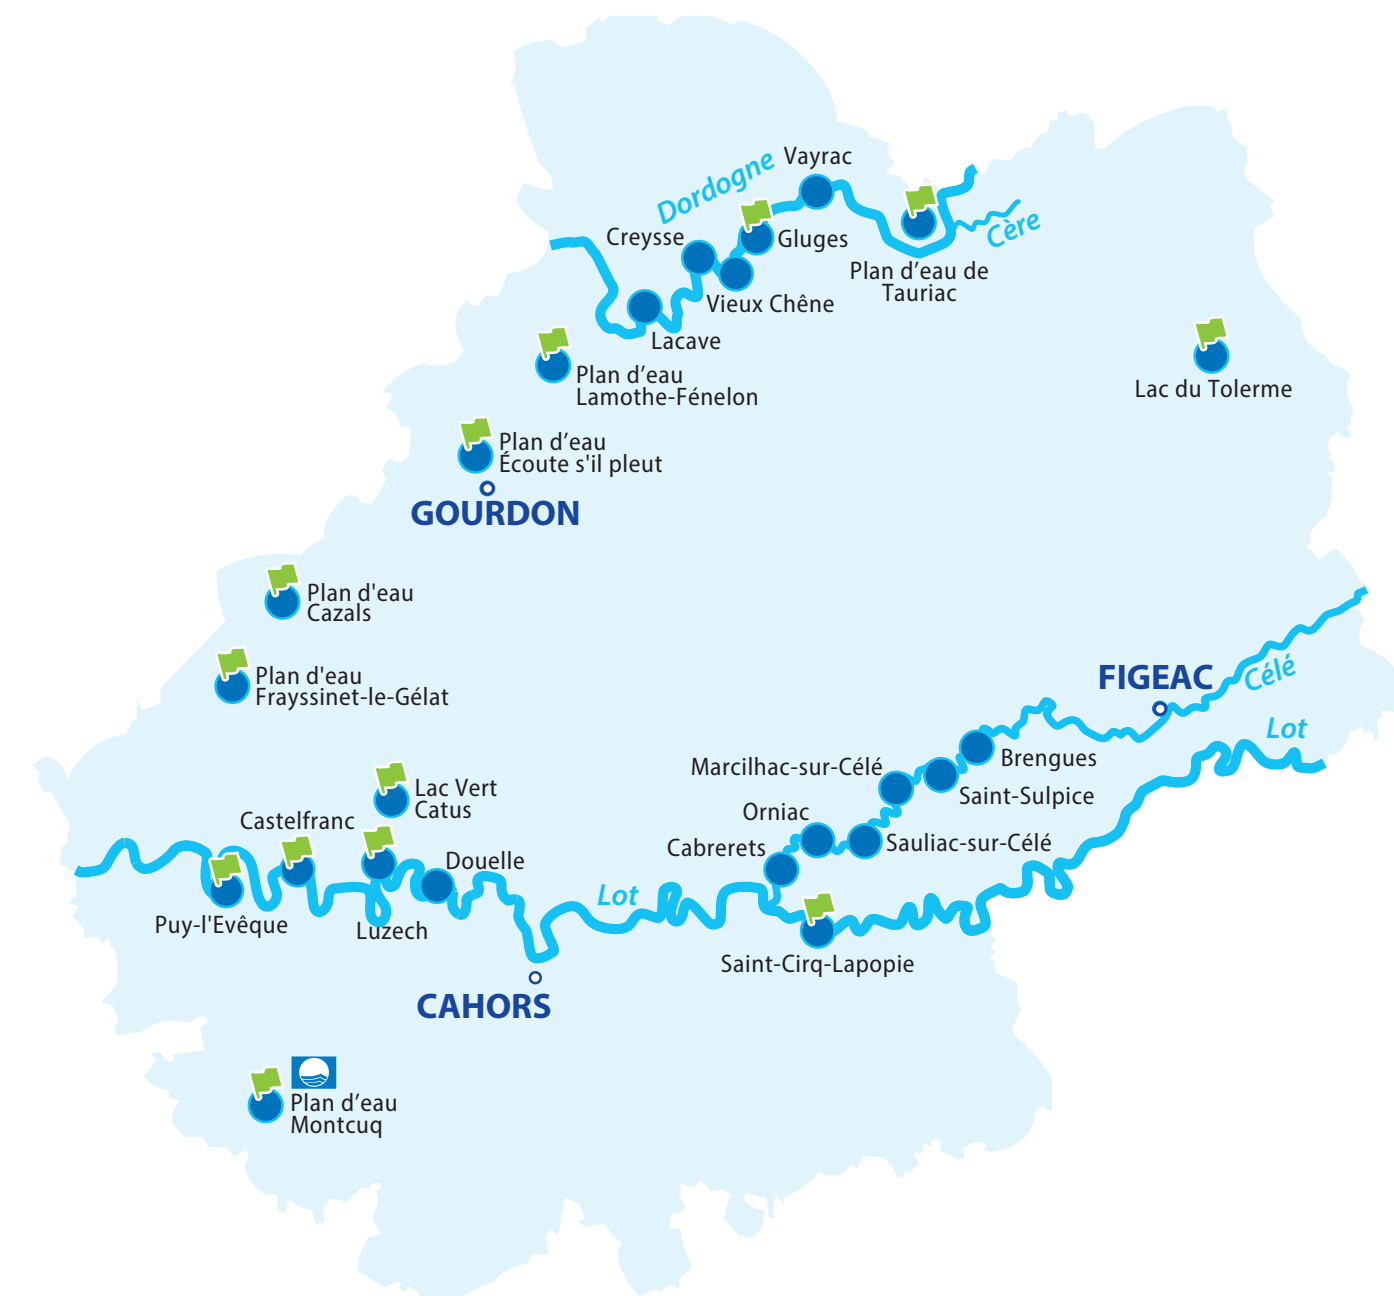 Vayrac
Dordogne
Creysse
Gluges
Cère
Plan d’eau de
Tauriac
Vieux Chêne
Lacave
Plan d’eau
Lamothe-Fénelon
Lac du Tolerme
Plan d’eau
Écoute s'il pleut
GOURDON
Plan d'eau
Cazals
Plan d'eau
Frayssinet-le-Gélat
FIGEAC
Célé
Lot
Brengues
Marcilhac-sur-Célé
Saint-Sulpice
Lac Vert
Catus
Orniac
Castelfranc
Sauliac-sur-Célé
Cabrerets
Douelle
Lot
Puy-l'Evêque
Luzech
Saint-Cirq-Lapopie
CAHORS
Plan d’eau
Montcuq